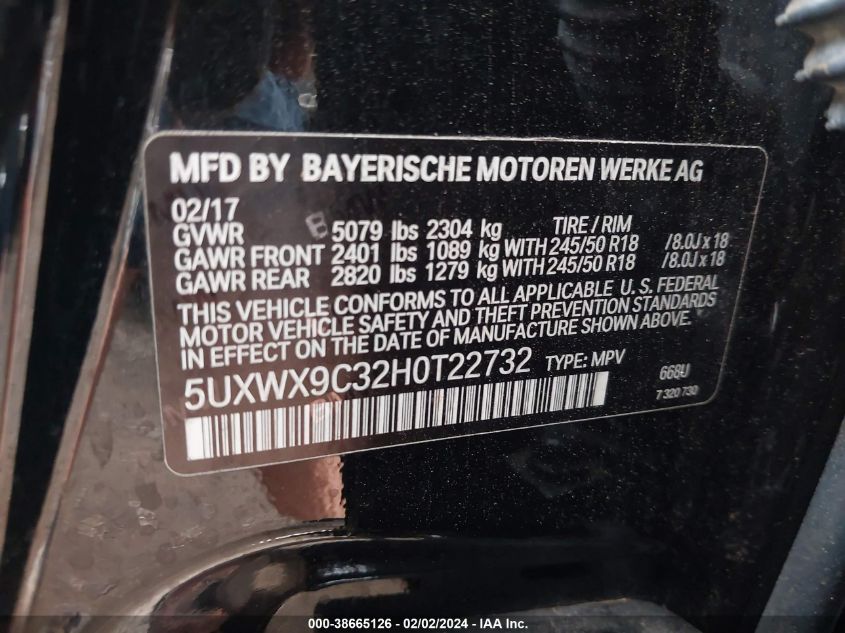 MFD BY BAYERISCHE MOTOREN WERKE AG
02/17 TIRE / RIM
GVWR 5079 lbs 2304 kg
GAWR FRONT 2401 lbs 1089 kg WITH 245/50 R18 /8.0J x 18
GAWR REAR 2820 lbs 1279 kg WITH 245/50 R18 /8.0J x 18
THIS VEHICLE CONFORMS TO ALL APPLICABLE U.S. FEDERAL
MOTOR VEHICLE SAFETY AND THEFT PREVENTION STANDARDS
IN EFFECT ON THE DATE OF MANUFACTURE SHOWN ABOVE.
5UXWX9C32H0T22732 TYPE: MPV 668U
7 320 730
000-38665126 - 02/02/2024 - IAAI.com